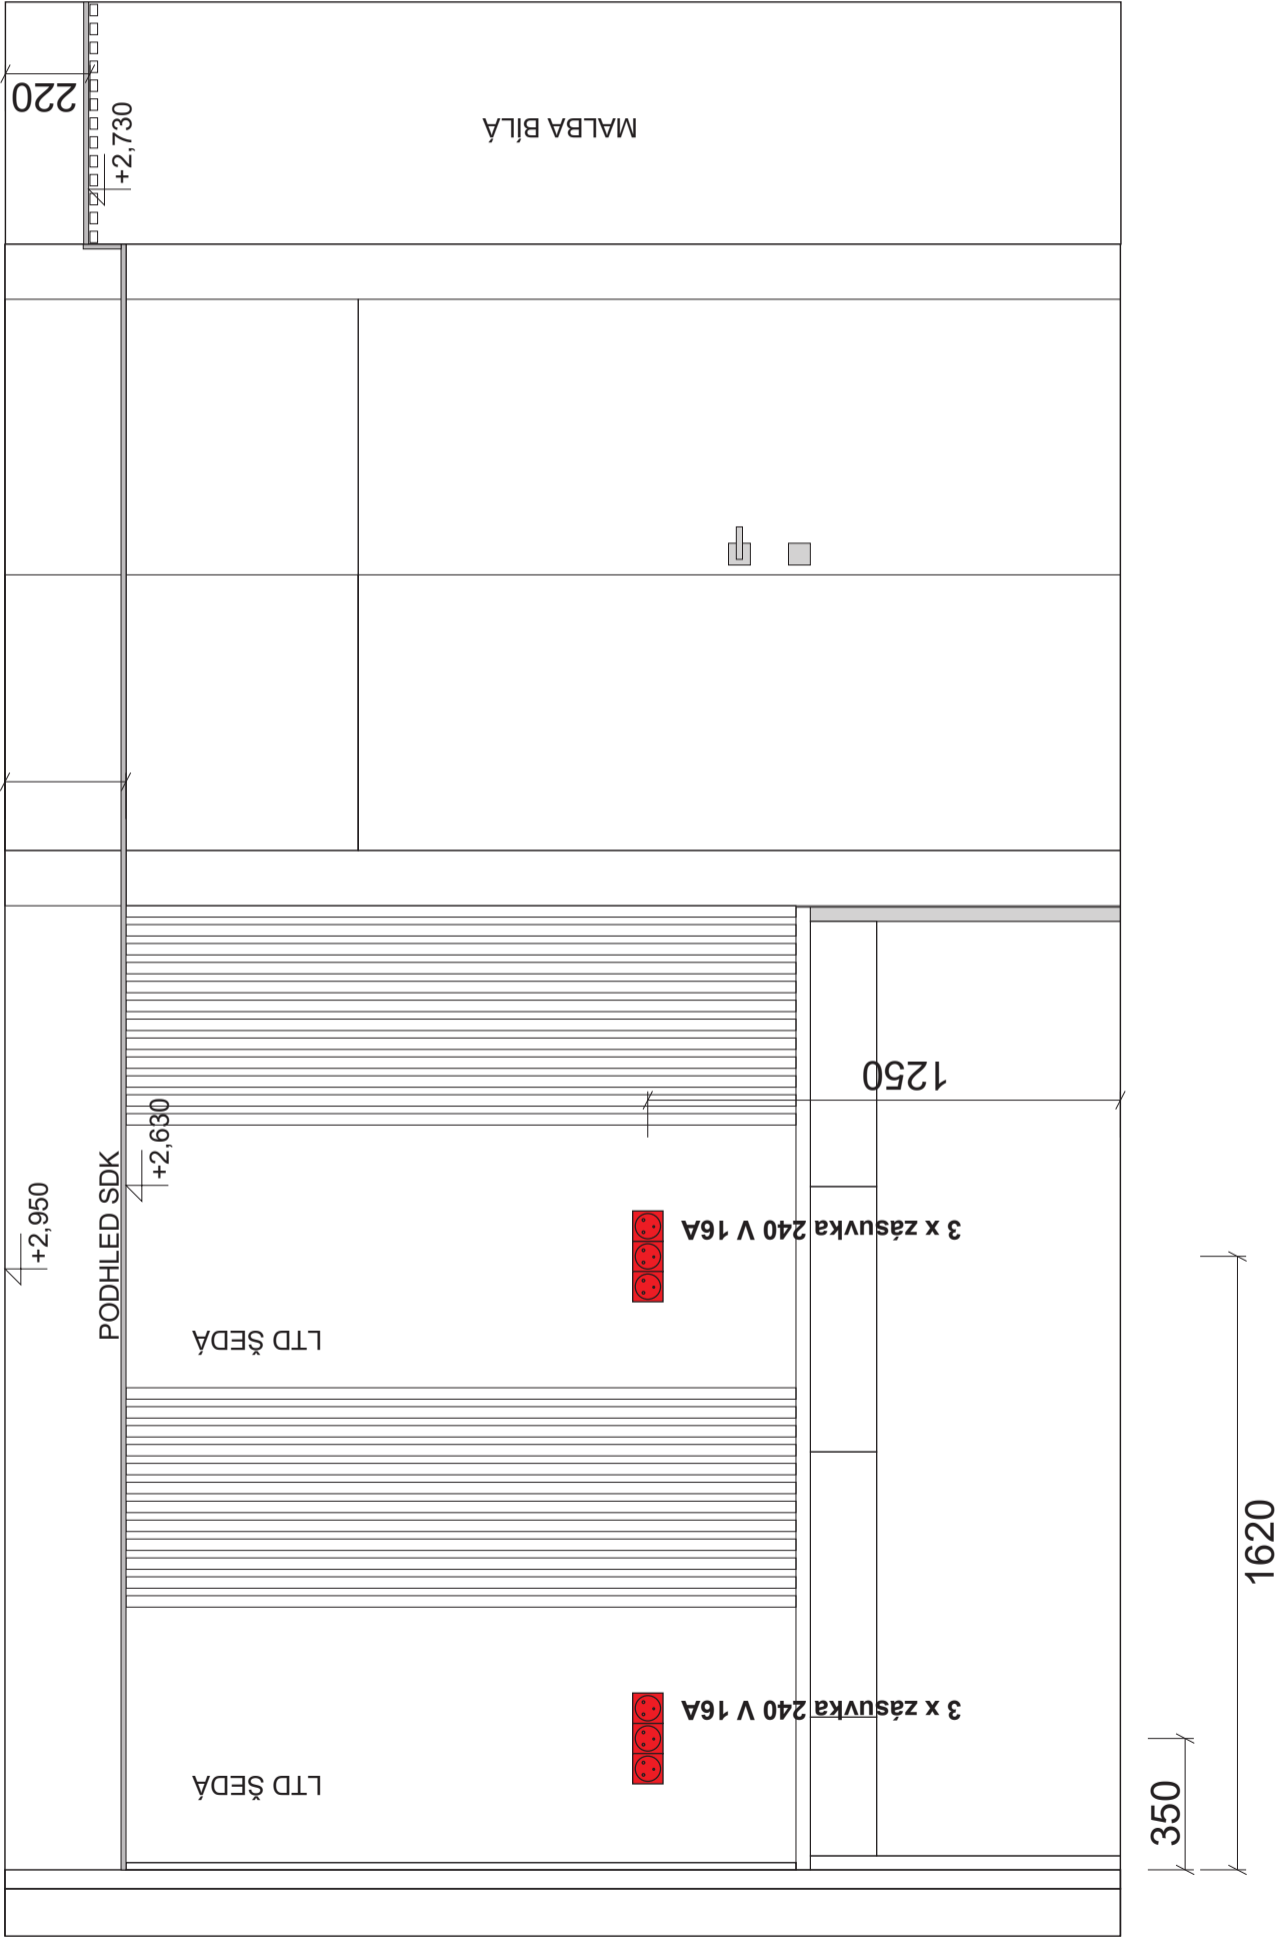 220
+2,730
MALBA BÍLÁ
+2,950
PODHLED SDK
+2,630
1250
3 x zásuvka 240 V 16A
LTD ŠEDÁ
3 x zásuvka 240 V 16A
LTD ŠEDÁ
1620
350